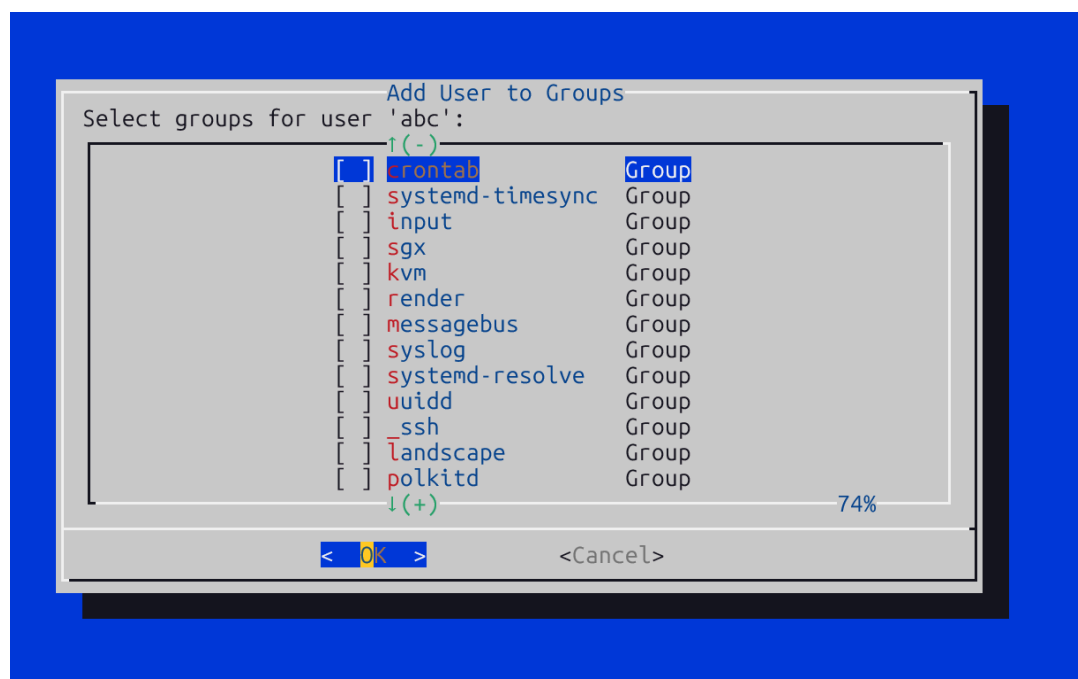 Add User to Groups
Select groups for user 'abc':
↑(-)
[ ] crontab Group
[ ] systemd-timesync Group
[ ] input Group
[ ] sgx Group
[ ] kvm Group
[ ] render Group
[ ] messagebus Group
[ ] syslog Group
[ ] systemd-resolve Group
[ ] uuidd Group
[ ] _ssh Group
[ ] landscape Group
[ ] polkitd Group
↓(+) 74%
< OK > <Cancel>